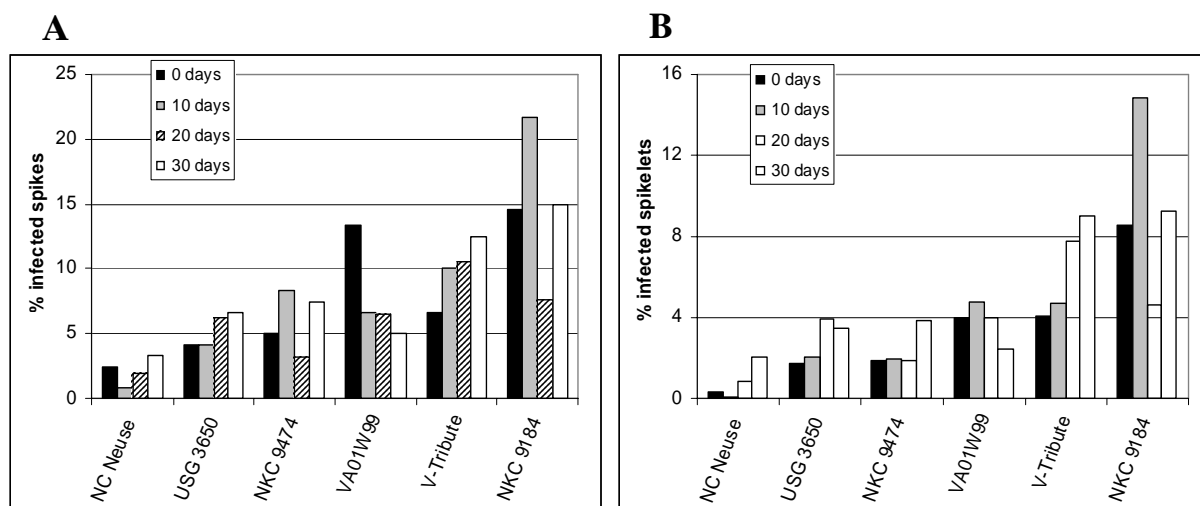 A
25
20
15
10
5
0
% infected spikes
0 days
10 days
20 days
30 days
NC Neuse
USG 3650
NKC 9474
VA01W99
V-Tribute
NKC 9184
B
16
12
8
4
0
% infected spikelets
0 days
10 days
20 days
30 days
NC Neuse
USG 3650
NKC 9474
VA01W99
V-Tribute
NKC 9184